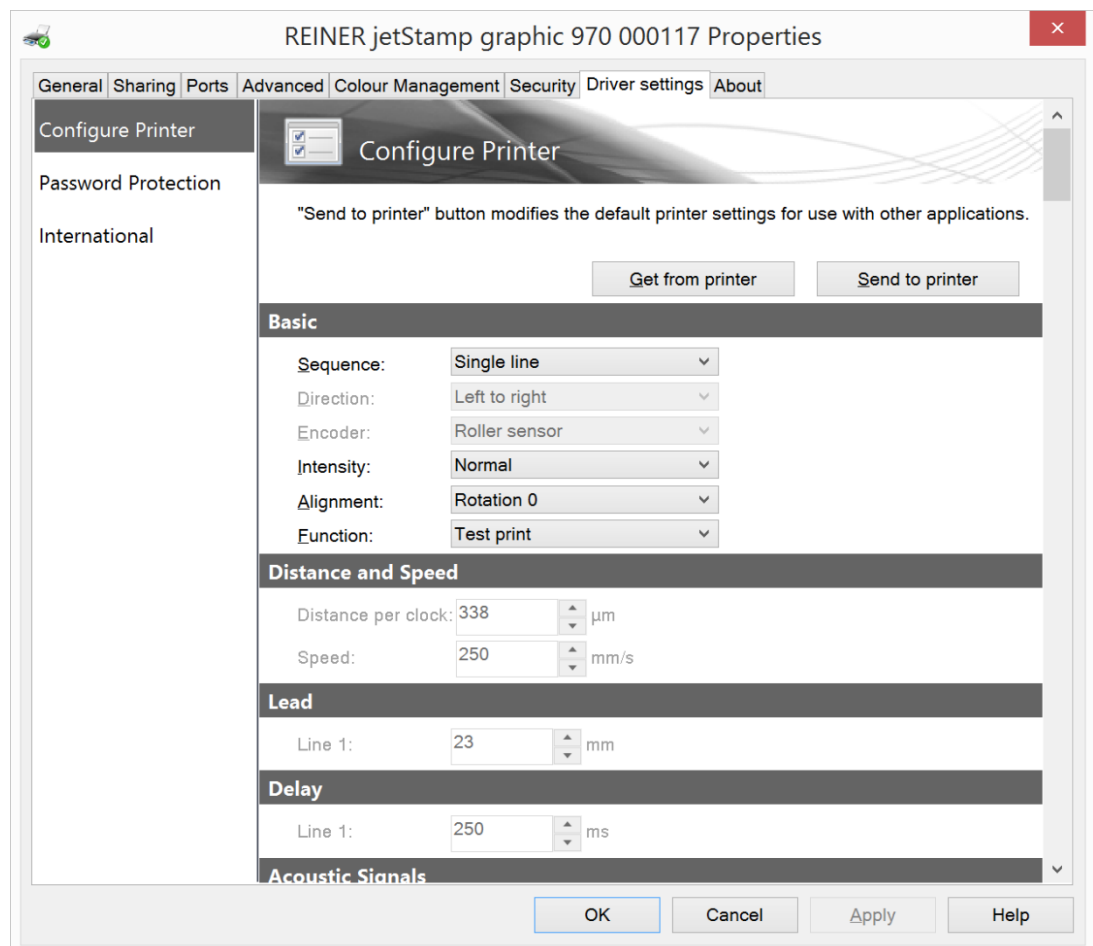 REINER jetStamp graphic 970 000117 Properties
General Sharing Ports Advanced Colour Management Security Driver settings About
Configure Printer
Password Protection
International
Configure Printer
"Send to printer" button modifies the default printer settings for use with other applications.
Get from printer Send to printer
Basic
Sequence: Single line
Direction: Left to right
Encoder: Roller sensor
Intensity: Normal
Alignment: Rotation 0
Function: Test print
Distance and Speed
Distance per clock: 338 µm
Speed: 250 mm/s
Lead
Line 1: 23 mm
Delay
Line 1: 250 ms
Acoustic Signals
OK Cancel Apply Help